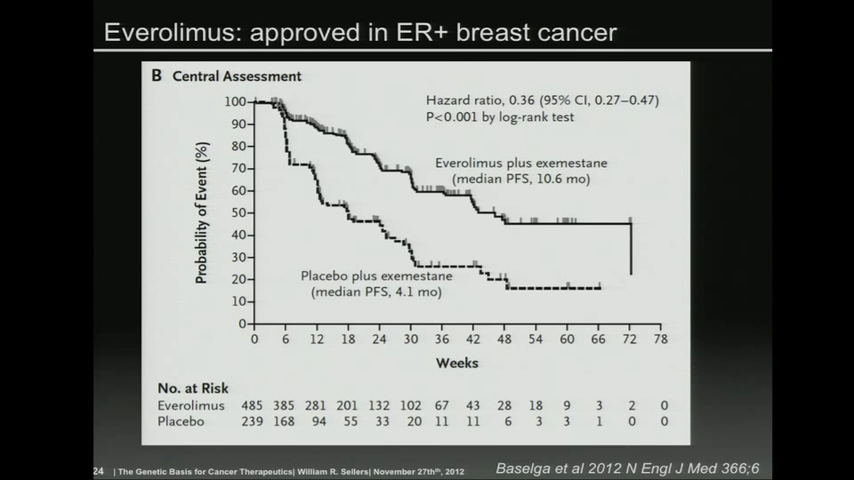 Everolimus: approved in ER+ breast cancer
B Central Assessment
Hazard ratio, 0.36 (95% CI, 0.27–0.47)
P<0.001 by log-rank test
Everolimus plus exemestane
(median PFS, 10.6 mo)
Placebo plus exemestane
(median PFS, 4.1 mo)
Probability of Event (%)
100
90
80
70
60
50
40
30
20
10
0
0 6 12 18 24 30 36 42 48 54 60 66 72 78
Weeks
No. at Risk
Everolimus 485 385 281 201 132 102 67 43 28 18 9 3 2 0
Placebo 239 168 94 55 33 20 11 11 6 3 3 1 0 0
24 | The Genetic Basis for Cancer Therapeutics| William R. Sellers| November 27thth, 2012
Baselga et al 2012 N Engl J Med 366;6